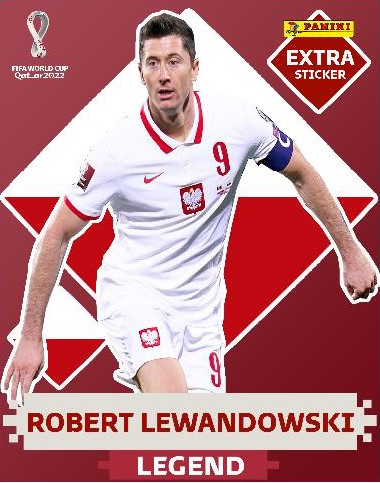 PANINI
EXTRA
STICKER
FIFA WORLD CUP
Qatar2022
9
9
ROBERT LEWANDOWSKI
LEGEND